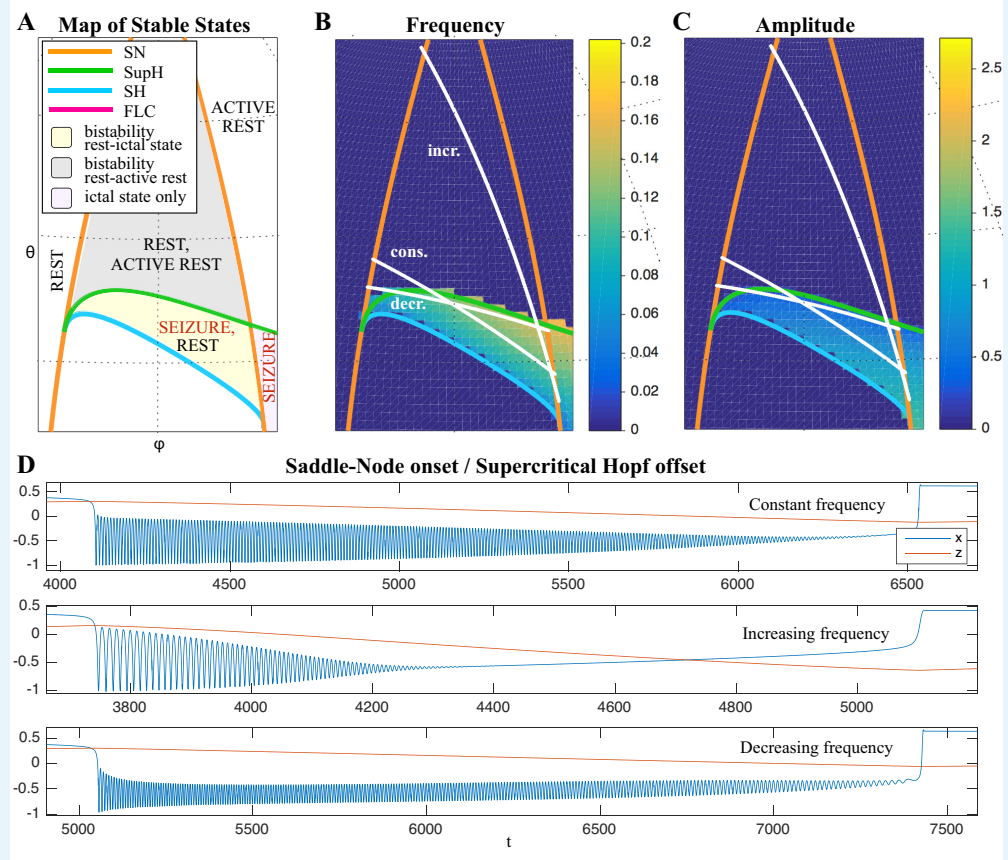 A Map of Stable States
SN
SupH
SH
FLC
bistability
rest-ictal state
bistability
rest-active rest
ictal state only
ACTIVE
REST
REST
REST,
ACTIVE REST
SEIZURE,
REST
SEIZURE
θ
φ
B Frequency
incr.
cons.
decr.
0.2
0.18
0.16
0.14
0.12
0.1
0.08
0.06
0.04
0.02
0
C Amplitude
2.5
2
1.5
1
0.5
0
D Saddle-Node onset / Supercritical Hopf offset
0.5
0
-0.5
-1
Constant frequency
x
z
4000 4500 5000 5500 6000 6500
0.5
0
-0.5
-1
Increasing frequency
3800 4000 4200 4400 4600 4800 5000
0.5
0
-0.5
-1
Decreasing frequency
5000 5500 6000 6500 7000 7500
t